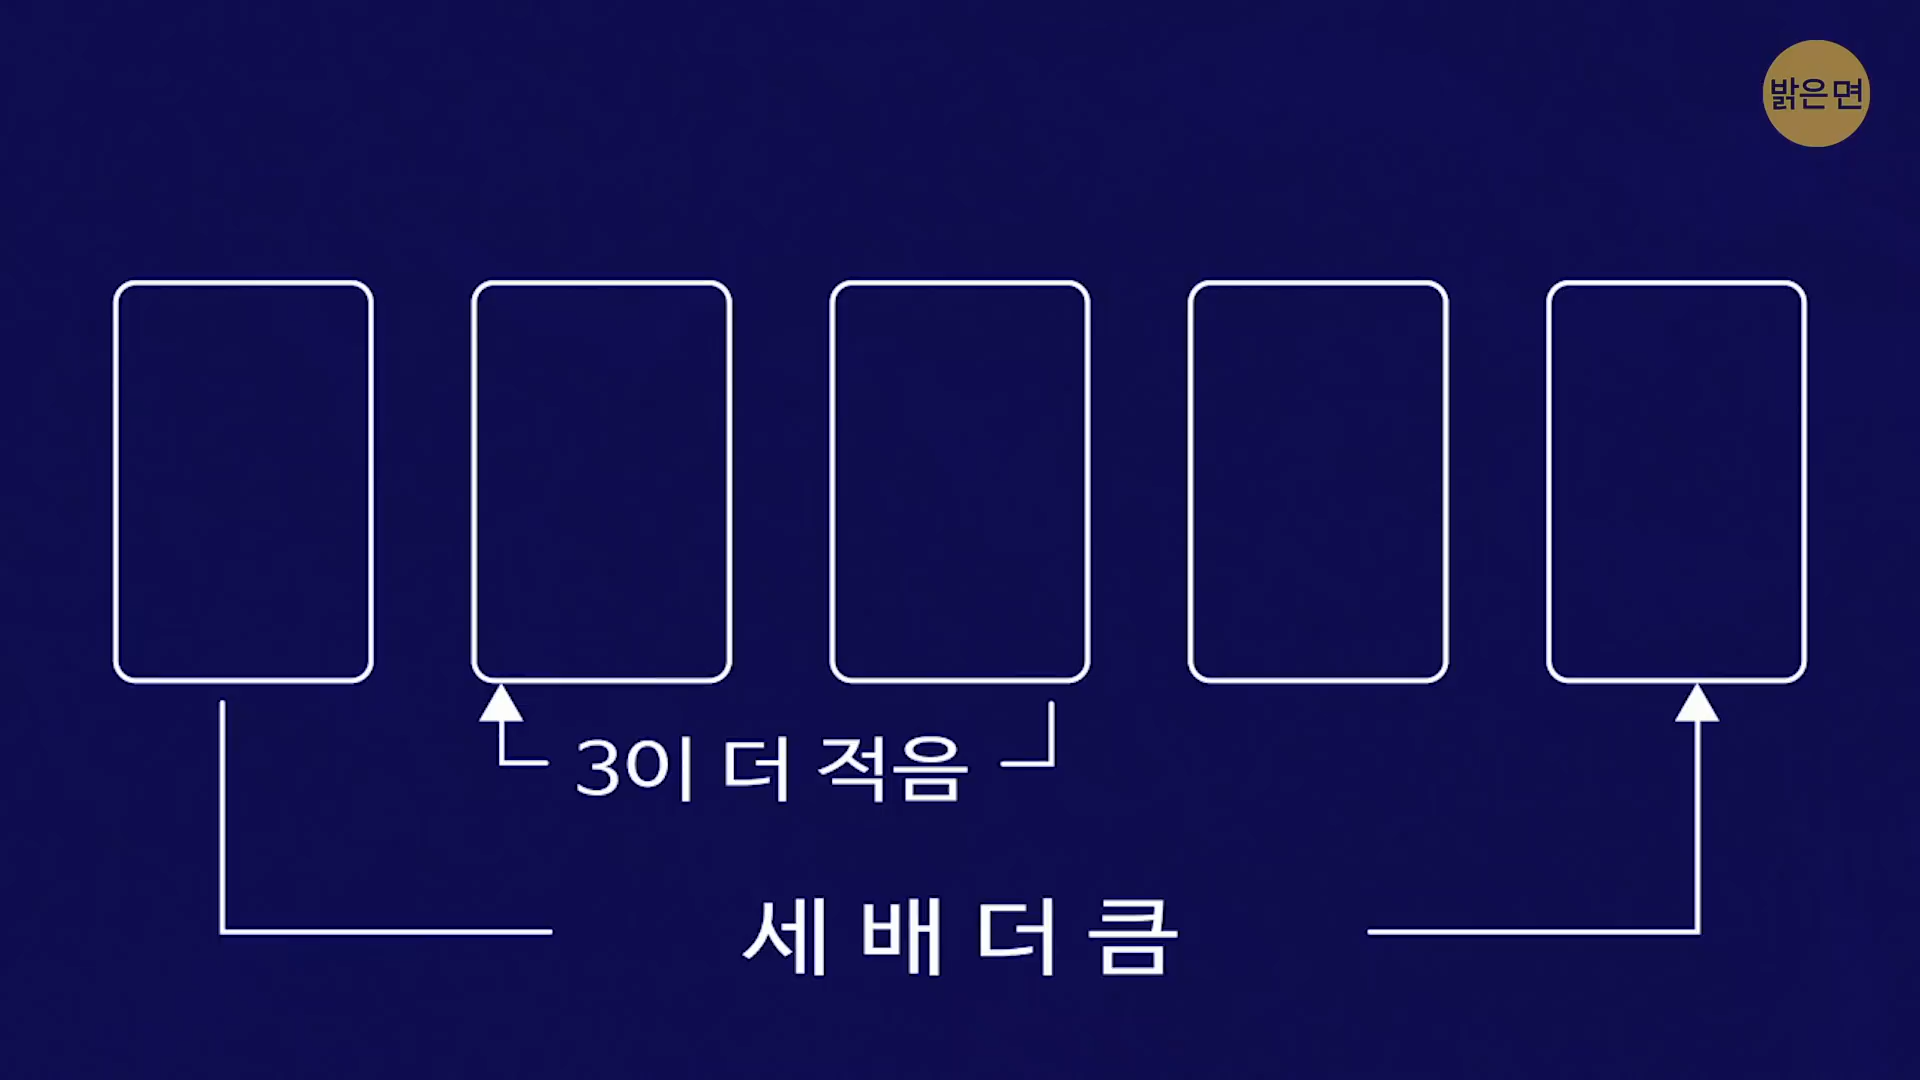 밝은면
3이 더 적음
세 배 더 큼